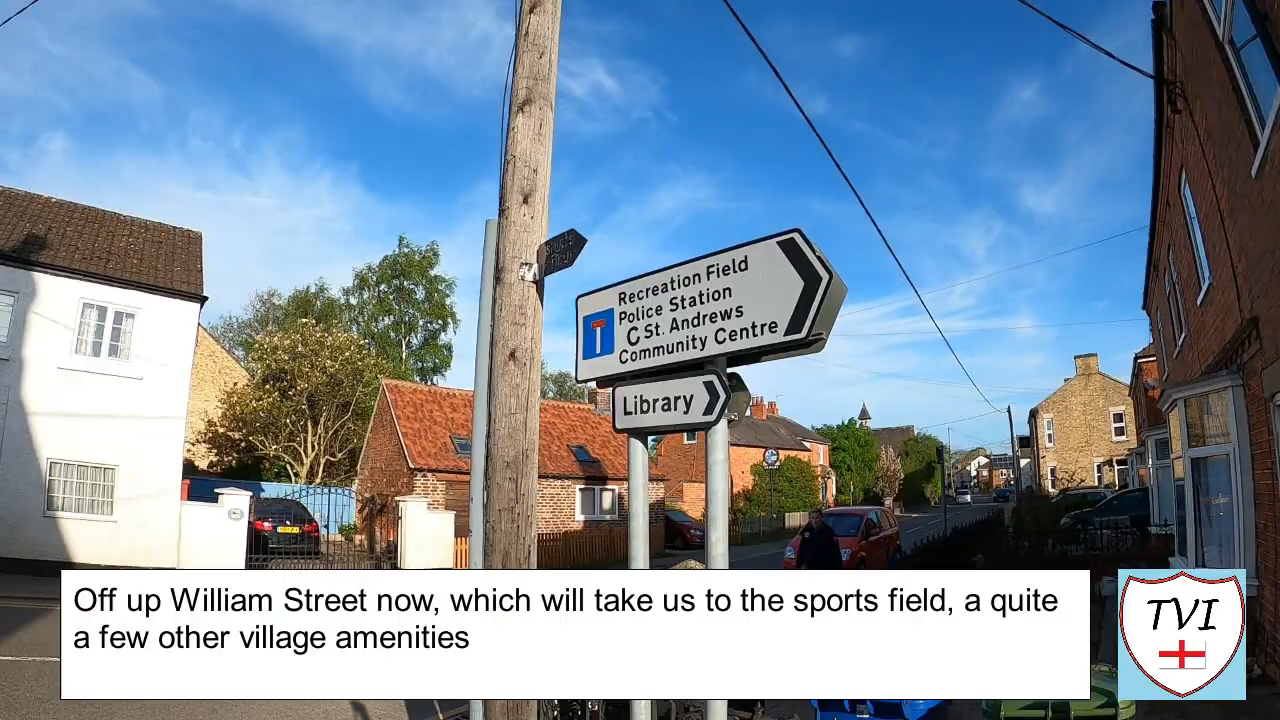 Recreation Field
Police Station
C St. Andrews
Community Centre
Library
Off up William Street now, which will take us to the sports field, a quite
a few other village amenities
TVI